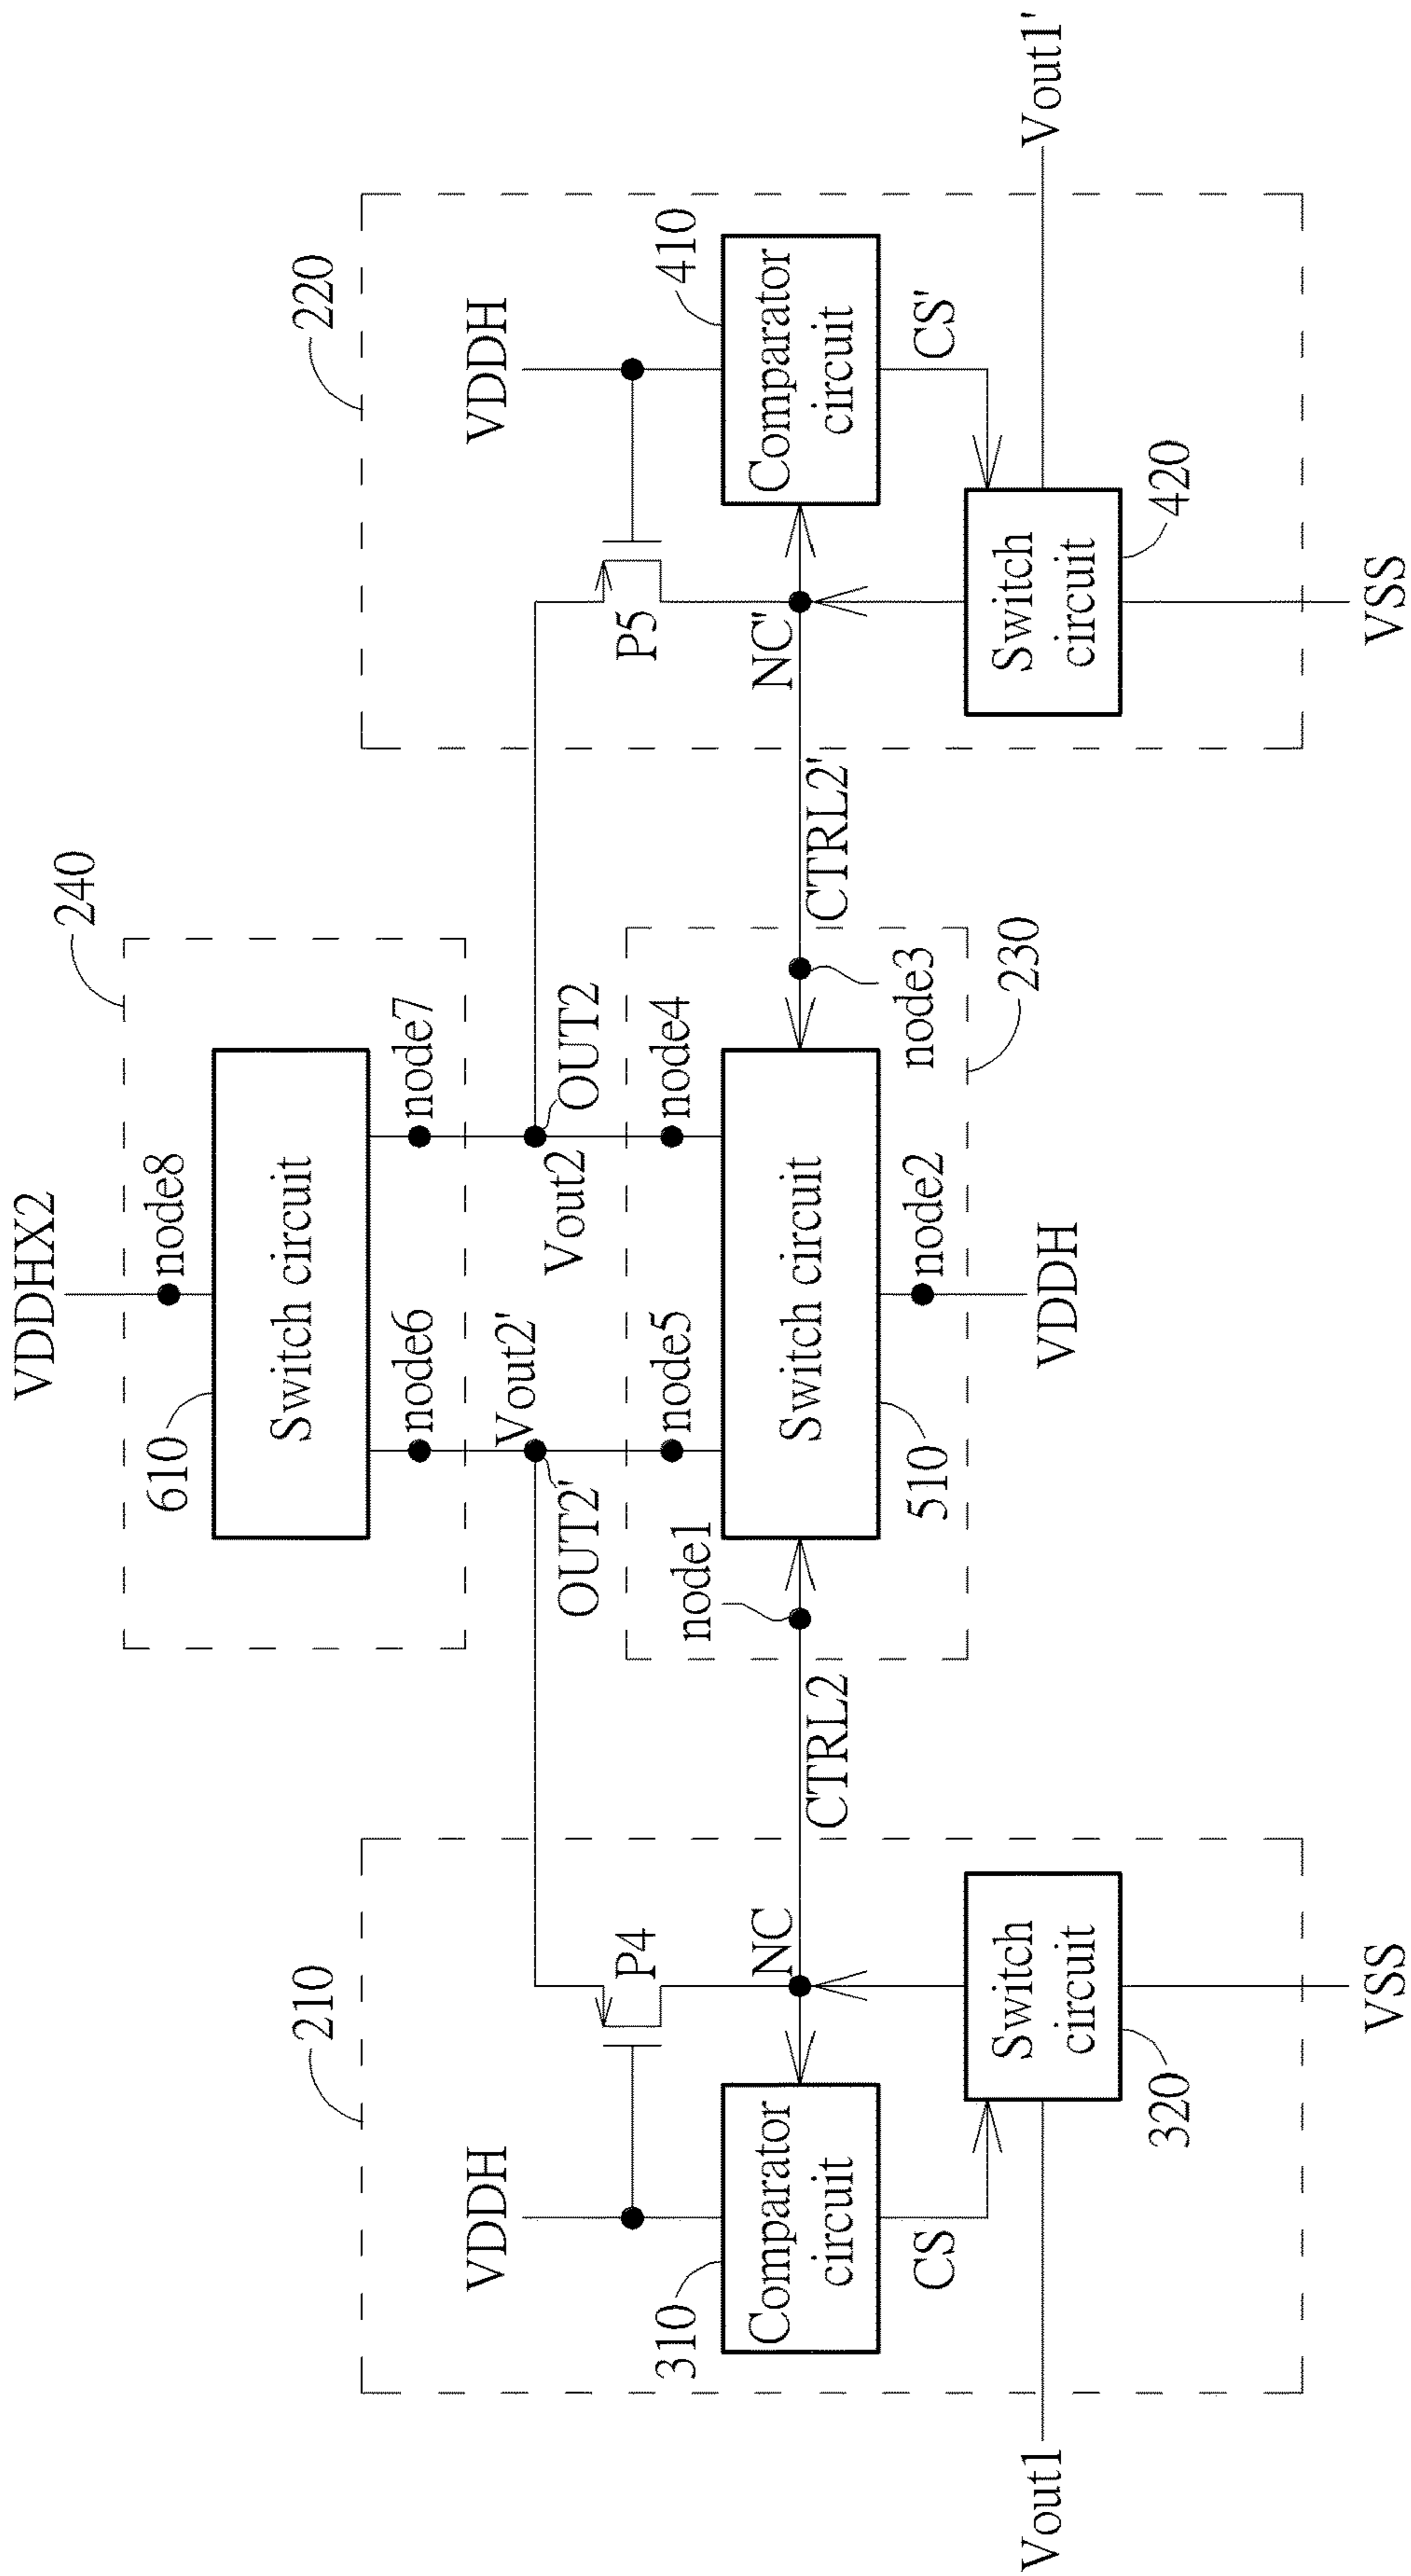 VDDHX2
240
node8
610
Switch circuit
node6
node7
Vout2'
OUT2'
Vout2
OUT2
210
VDDH
P4
310
Comparator
circuit
NC
CS
Switch
circuit
320
Vout1
VSS
CTRL2
node1
node5
node4
Switch circuit
510
node2
VDDH
node3
230
CTRL2'
220
VDDH
P5
410
Comparator
circuit
NC'
CS'
Switch
circuit
420
Vout1'
VSS